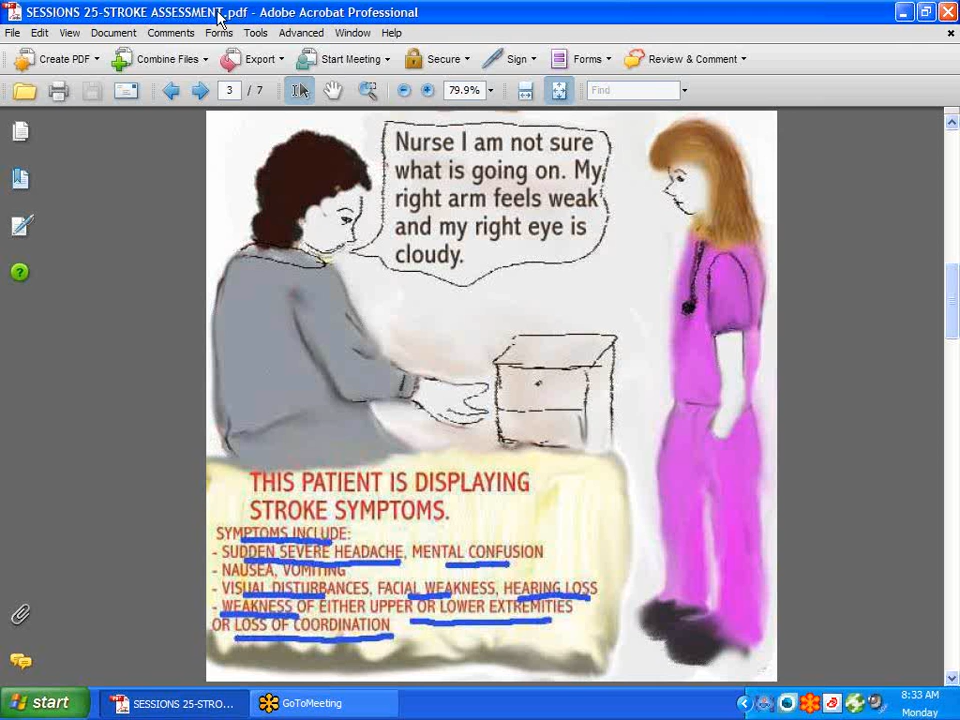 SESSIONS 25-STROKE ASSESSMENT.pdf - Adobe Acrobat Professional
File Edit View Document Comments Forms Tools Advanced Window Help
Create PDF Combine Files Export Start Meeting Secure Sign Forms Review & Comment
3 / 7 79.9% Find
Nurse I am not sure
what is going on. My
right arm feels weak
and my right eye is
cloudy.
THIS PATIENT IS DISPLAYING
STROKE SYMPTOMS.
SYMPTOMS INCLUDE:
- SUDDEN SEVERE HEADACHE, MENTAL CONFUSION
- NAUSEA, VOMITING
- VISUAL DISTURBANCES, FACIAL WEAKNESS, HEARING LOSS
- WEAKNESS OF EITHER UPPER OR LOWER EXTREMITIES
OR LOSS OF COORDINATION
start SESSIONS 25-STRO... GoToMeeting 8:33 AM
Monday